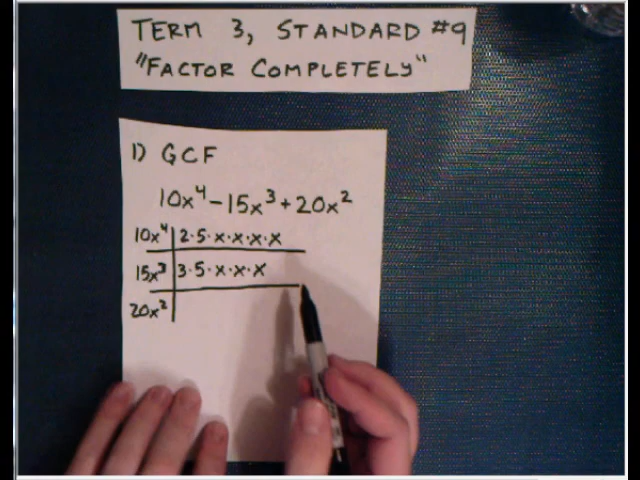 TERM 3, STANDARD #9
"FACTOR COMPLETELY"
1) GCF
10x⁴ - 15x³ + 20x²
10x⁴ 2·5·x·x·x·x
15x³ 3·5·x·x·x
20x²